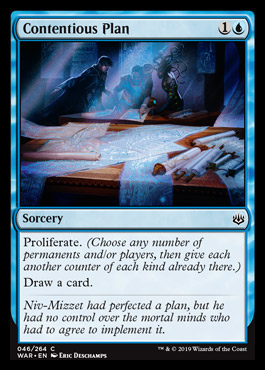 Contentious Plan 1
Sorcery
Proliferate. (Choose any number of
permanents and/or players, then give each
another counter of each kind already there.)
Draw a card.
Niv-Mizzet had perfected a plan, but he
had no control over the mortal minds who
had to agree to implement it.
046/264 C
WAR • EN ERIC DESCHAMPS ™ & © 2019 Wizards of the Coast